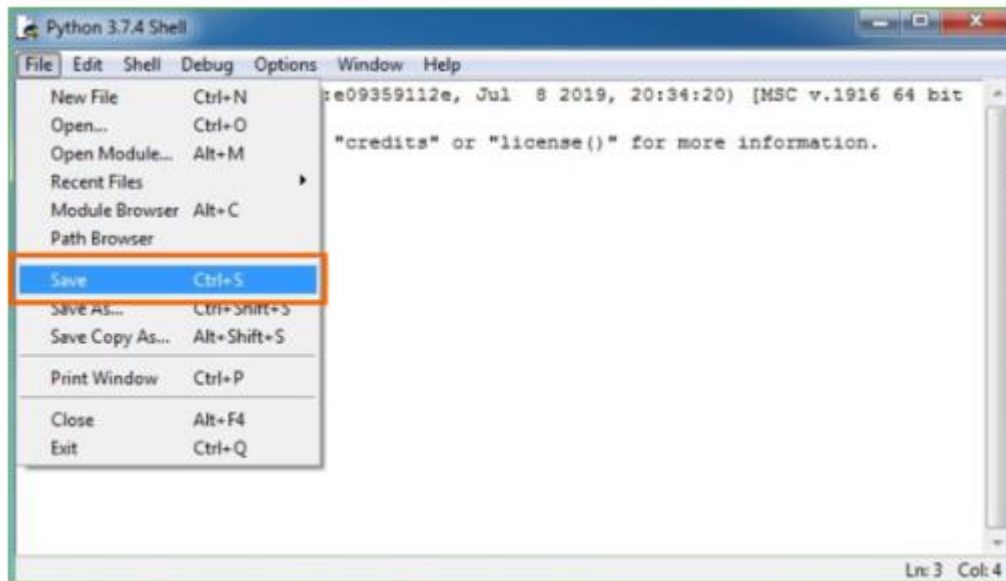 Python 3.7.4 Shell
File Edit Shell Debug Options Window Help
New File Ctrl+N
:e09359112e, Jul 8 2019, 20:34:20) [MSC v.1916 64 bit
Open... Ctrl+O
"credits" or "license()" for more information.
Open Module... Alt+M
Recent Files
Module Browser Alt+C
Path Browser
Save Ctrl+S
Save As... Ctrl+Shift+S
Save Copy As... Alt+Shift+S
Print Window Ctrl+P
Close Alt+F4
Exit Ctrl+Q
Ln: 3 Col: 4